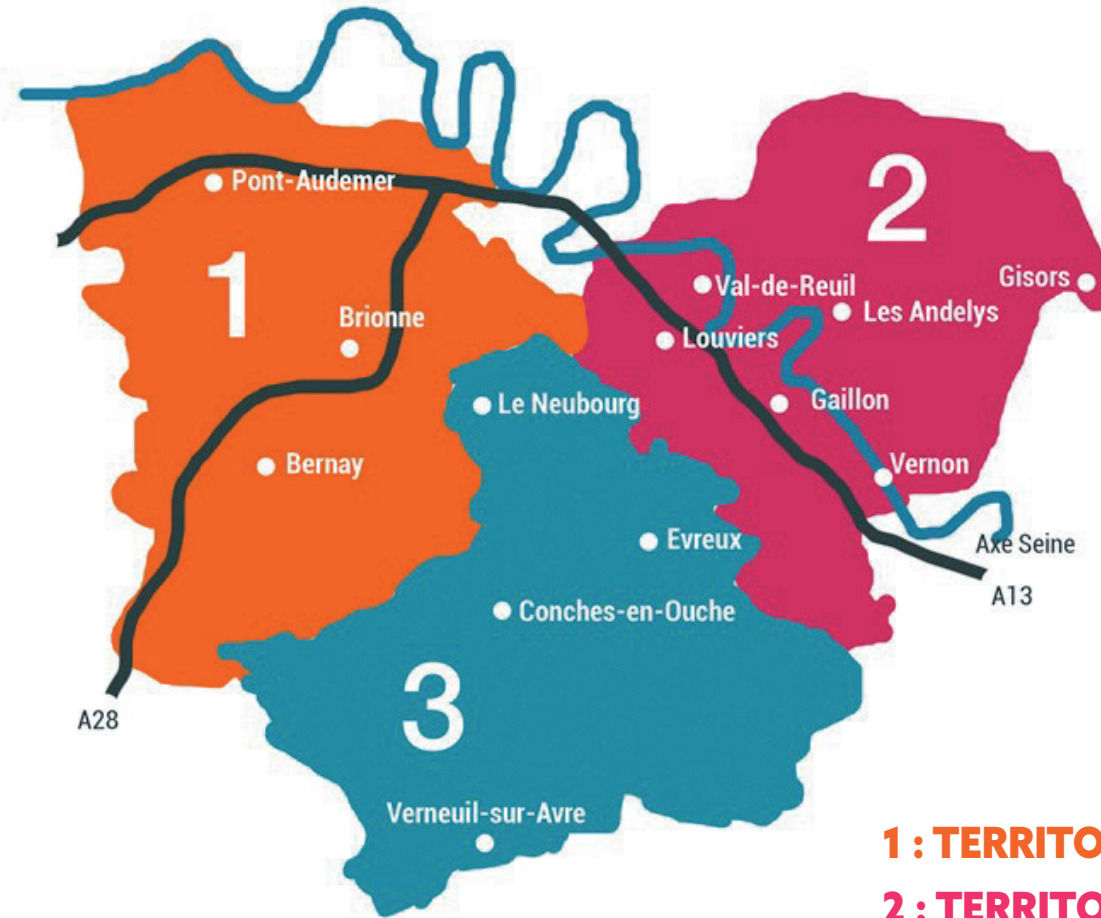 Pont-Audemer
2
1
Gisors
Val-de-Reuil
Les Andelys
Brionne
Louviers
Le Neubourg
Gaillon
Bernay
Vernon
Evreux
Axe Seine
A13
Conches-en-Ouche
3
A28
Verneuil-sur-Avre
1 : TERRITO
2 : TERRITO